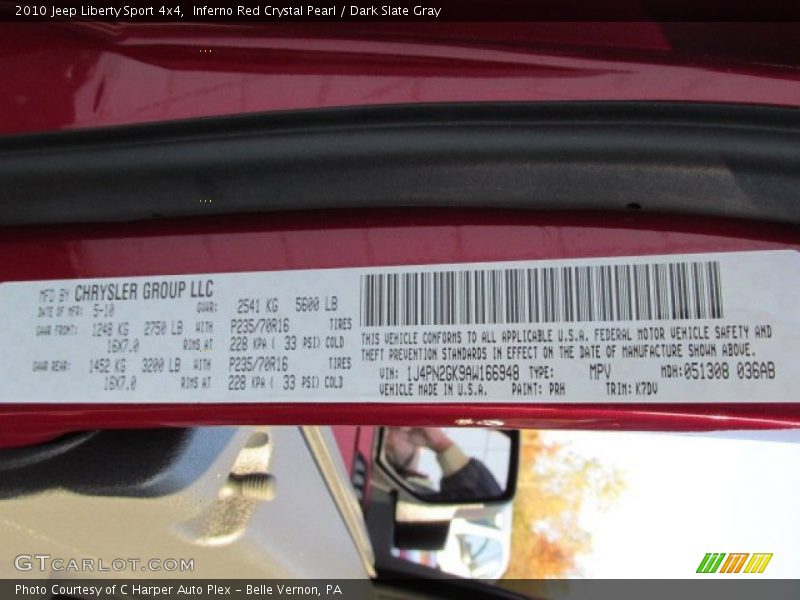 2010 Jeep Liberty Sport 4x4, Inferno Red Crystal Pearl / Dark Slate Gray
MFD BY CHRYSLER GROUP LLC
DATE OF MFR: 5-10 GVWR: 2541 KG 5600 LB
GAWR FRONT: 1248 KG 2750 LB WITH P235/70R16 TIRES
16X7.0 RIMS AT 228 KPA ( 33 PSI) COLD
GAWR REAR: 1452 KG 3200 LB WITH P235/70R16 TIRES
16X7.0 RIMS AT 228 KPA ( 33 PSI) COLD
THIS VEHICLE CONFORMS TO ALL APPLICABLE U.S.A. FEDERAL MOTOR VEHICLE SAFETY AND
THEFT PREVENTION STANDARDS IN EFFECT ON THE DATE OF MANUFACTURE SHOWN ABOVE.
VIN: 1J4PN2GK9AW166948 TYPE: MPV MDH:051308 036AB
VEHICLE MADE IN U.S.A. PAINT: PRH TRIM: K7DV
GTCARLOT.COM
Photo Courtesy of C Harper Auto Plex - Belle Vernon, PA